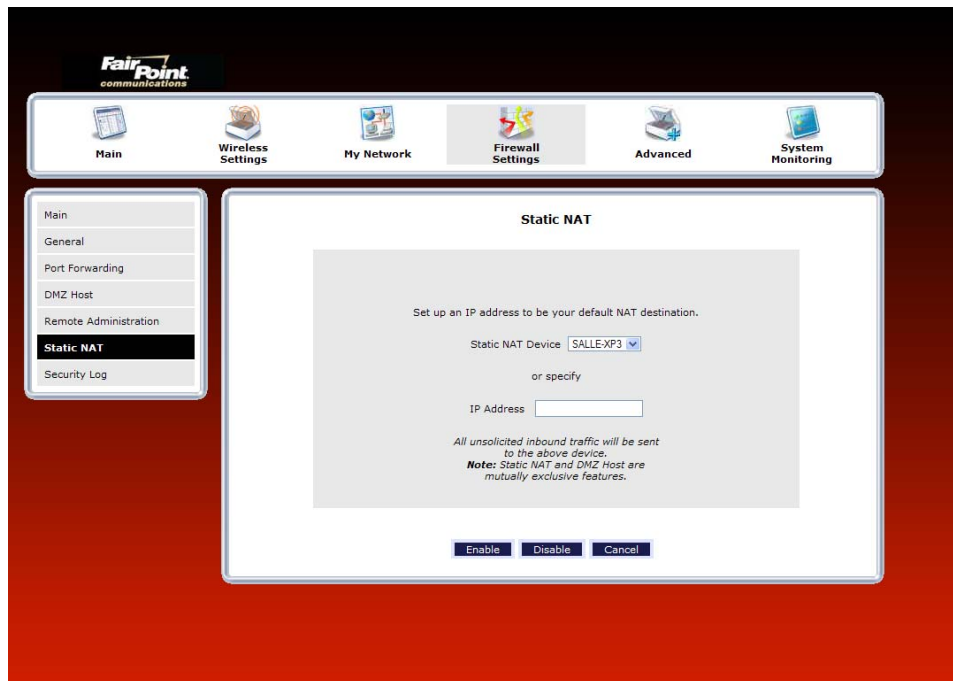 FairPoint.
communications
Main
Wireless
Settings
My Network
Firewall
Settings
Advanced
System
Monitoring
Main
General
Port Forwarding
DMZ Host
Remote Administration
Static NAT
Security Log
Static NAT
Set up an IP address to be your default NAT destination.
Static NAT Device SALLE-XP3
or specify
IP Address
All unsolicited inbound traffic will be sent
to the above device.
Note: Static NAT and DMZ Host are
mutually exclusive features.
Enable Disable Cancel